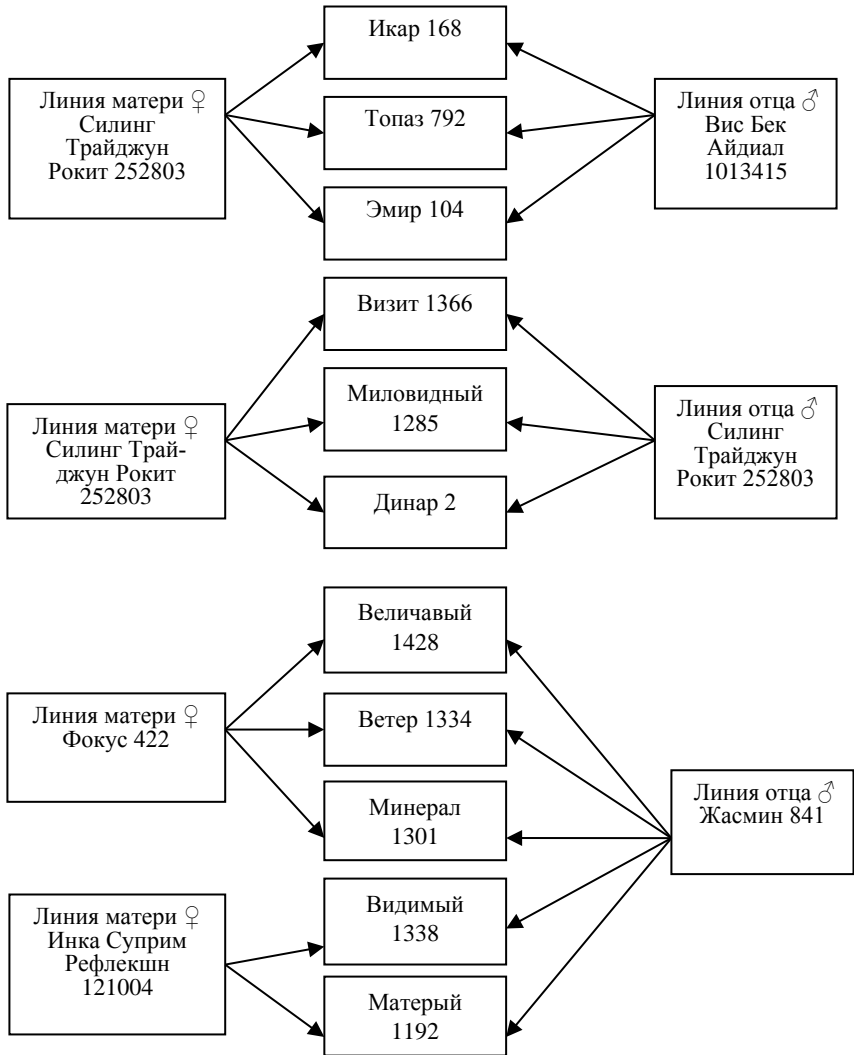 Икар 168
Линия матери ♀
Силинг
Трайджун
Рокит 252803
Топаз 792
Линия отца ♂
Вис Бек
Айдиал
1013415
Эмир 104
Визит 1366
Линия матери ♀
Силинг Трай-
джун Рокит
252803
Миловидный
1285
Линия отца ♂
Силинг
Трайджун
Рокит 252803
Динар 2
Величавый
1428
Линия матери ♀
Фокус 422
Ветер 1334
Минерал
1301
Линия отца ♂
Жасмин 841
Линия матери ♀
Инка Суприм
Рефлекшн
121004
Видимый
1338
Матерый
1192